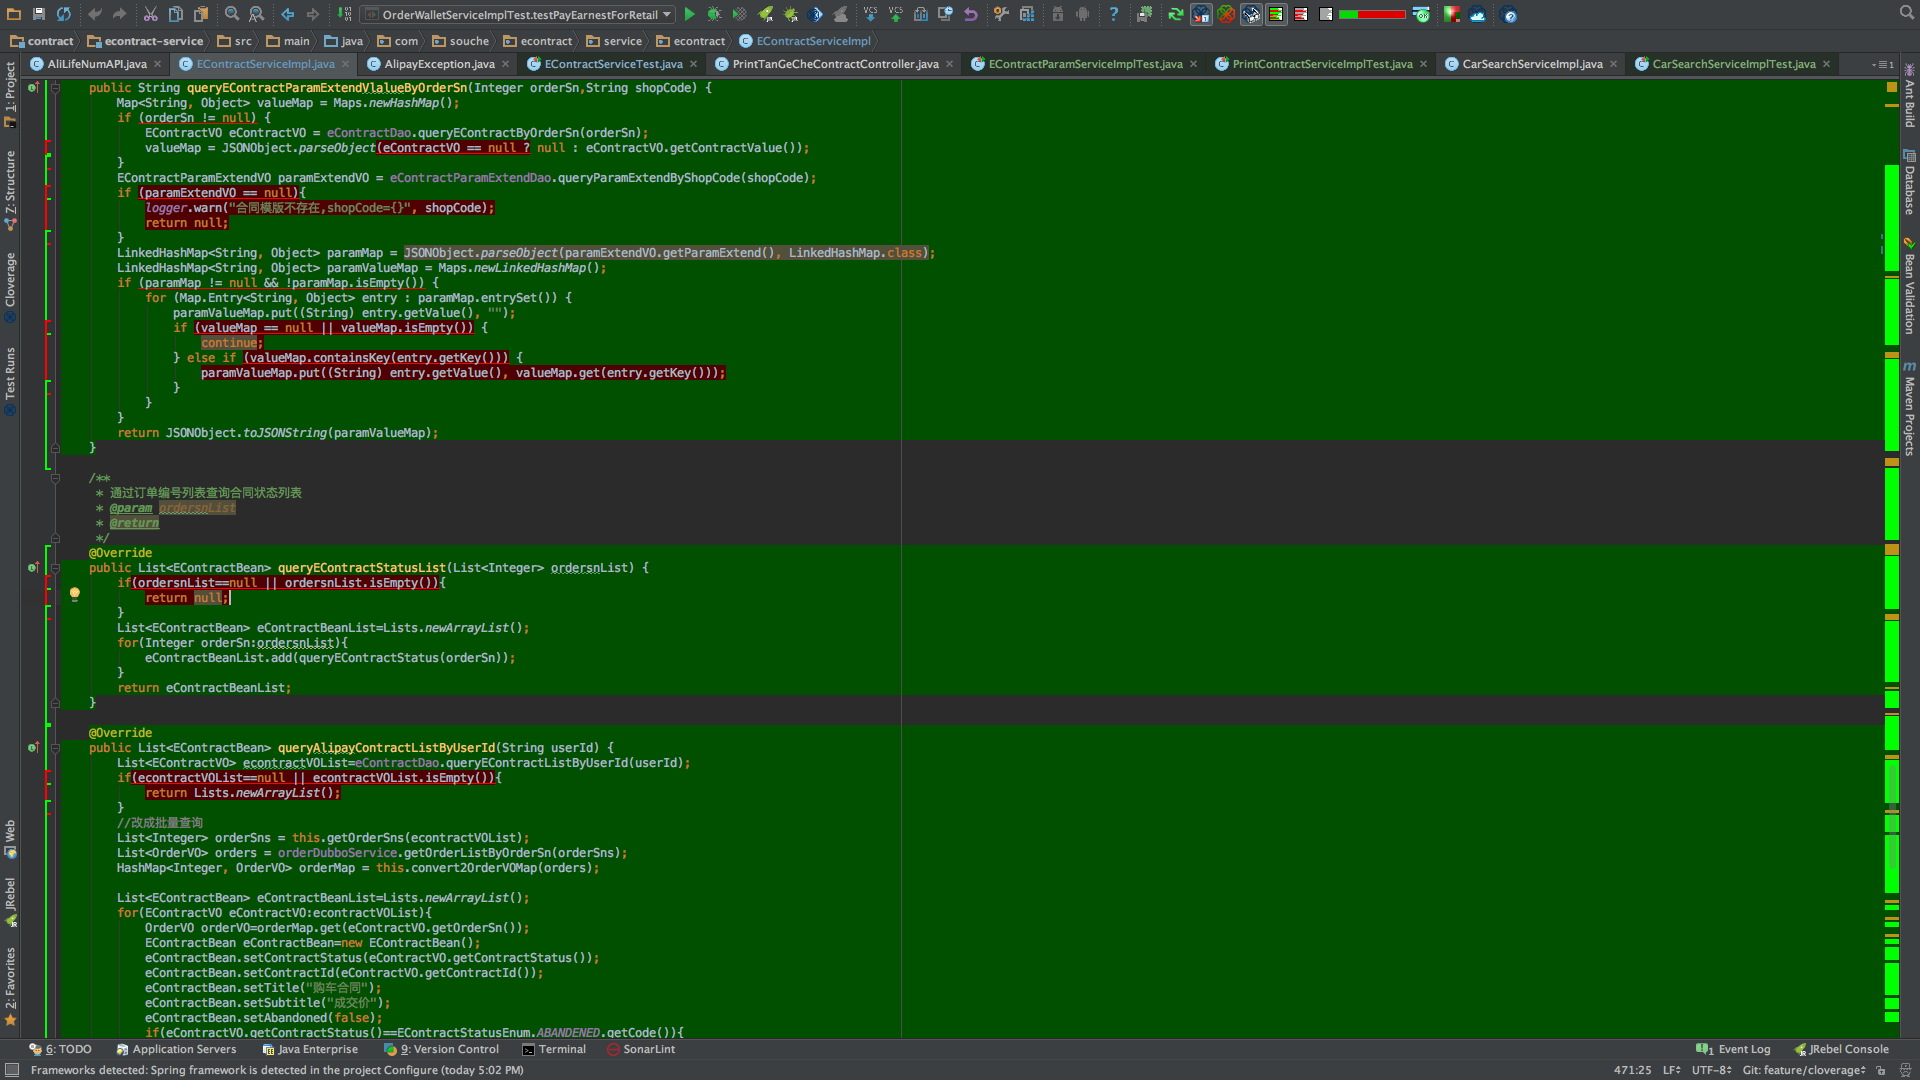 OrderWalletServiceImplTest.testPayEarnestForRetail
contract econtract-service src main java com souche econtract service econtract EContractServiceImpl
AliLifeNumAPI.java EContractServiceImpl.java AlipayException.java EContractServiceTest.java PrintTanGeCheContractController.java EContractParamServiceImplTest.java PrintContractServiceImplTest.java CarSearchServiceImpl.java CarSearchServiceImplTest.java
1: Project
Z: Structure
Cloverage
Test Runs
Web
JRebel
2: Favorites
public String queryEContractParamExtendVlalueByOrderSn(Integer orderSn,String shopCode) {
Map<String, Object> valueMap = Maps.newHashMap();
if (orderSn != null) {
EContractVO eContractVO = eContractDao.queryEContractByOrderSn(orderSn);
valueMap = JSONObject.parseObject(eContractVO == null ? null : eContractVO.getContractValue());
}
EContractParamExtendVO paramExtendVO = eContractParamExtendDao.queryParamExtendByShopCode(shopCode);
if (paramExtendVO == null){
logger.warn("合同模版不存在,shopCode={}", shopCode);
return null;
}
LinkedHashMap<String, Object> paramMap = JSONObject.parseObject(paramExtendVO.getParamExtend(), LinkedHashMap.class);
LinkedHashMap<String, Object> paramValueMap = Maps.newLinkedHashMap();
if (paramMap != null && !paramMap.isEmpty()) {
for (Map.Entry<String, Object> entry : paramMap.entrySet()) {
paramValueMap.put((String) entry.getValue(), "");
if (valueMap == null || valueMap.isEmpty()) {
continue;
} else if (valueMap.containsKey(entry.getKey())) {
paramValueMap.put((String) entry.getValue(), valueMap.get(entry.getKey()));
}
}
}
return JSONObject.toJSONString(paramValueMap);
}
/**
* 通过订单编号列表查询合同状态列表
* @param ordersnList
* @return
*/
@Override
public List<EContractBean> queryEContractStatusList(List<Integer> ordersnList) {
if(ordersnList==null || ordersnList.isEmpty()){
return null;
}
List<EContractBean> eContractBeanList=Lists.newArrayList();
for(Integer orderSn:ordersnList){
eContractBeanList.add(queryEContractStatus(orderSn));
}
return eContractBeanList;
}
@Override
public List<EContractBean> queryAlipayContractListByUserId(String userId) {
List<EContractVO> econtractVOList=eContractDao.queryEContractListByUserId(userId);
if(econtractVOList==null || econtractVOList.isEmpty()){
return Lists.newArrayList();
}
//改成批量查询
List<Integer> orderSns = this.getOrderSns(econtractVOList);
List<OrderVO> orders = orderDubboService.getOrderListByOrderSn(orderSns);
HashMap<Integer, OrderVO> orderMap = this.convert2OrderVOMap(orders);
List<EContractBean> eContractBeanList=Lists.newArrayList();
for(EContractVO eContractVO:econtractVOList){
OrderVO orderVO=orderMap.get(eContractVO.getOrderSn());
EContractBean eContractBean=new EContractBean();
eContractBean.setContractStatus(eContractVO.getContractStatus());
eContractBean.setContractId(eContractVO.getContractId());
eContractBean.setTitle("购车合同");
eContractBean.setSubtitle("成交价");
eContractBean.setAbandoned(false);
if(eContractVO.getContractStatus()==EContractStatusEnum.ABANDENED.getCode()){
Ant Build
Database
Bean Validation
Maven Projects
6: TODO Application Servers Java Enterprise 9: Version Control Terminal SonarLint 1 Event Log JRebel Console
Frameworks detected: Spring framework is detected in the project Configure (today 5:02 PM) 471:25 LF UTF-8 Git: feature/cloverage